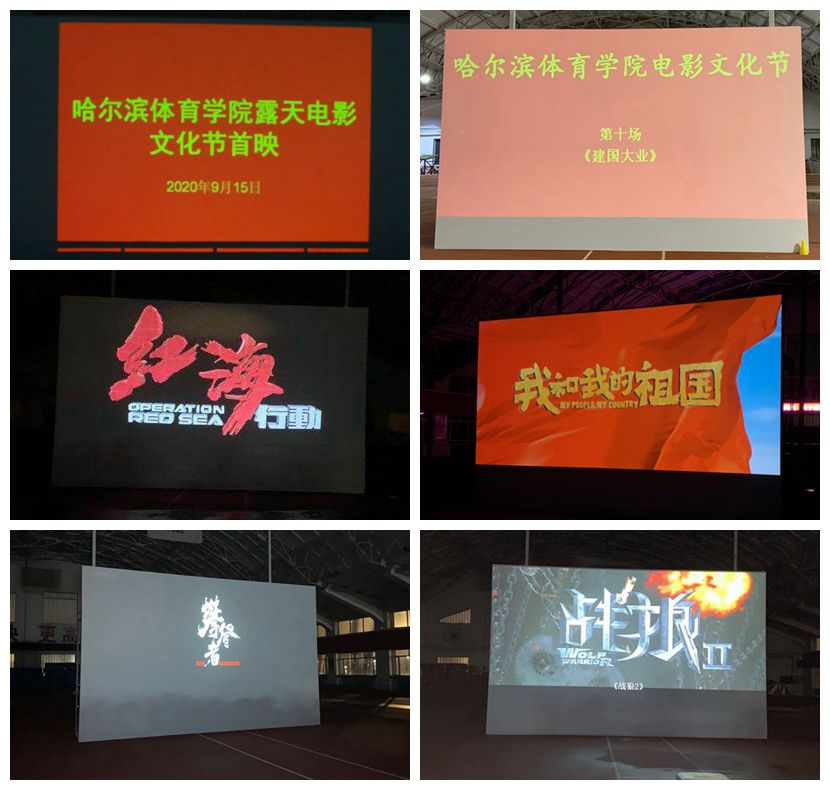 哈尔滨体育学院露天电影
文化节首映
2020年9月15日
哈尔滨体育学院电影文化节
第十场
《建国大业》
红海
OPERATION
RED SEA
行動
我和我的祖国
MY PEOPLE, MY COUNTRY
攀登者
战狼II
WOLF
WARRIOR
《战狼2》